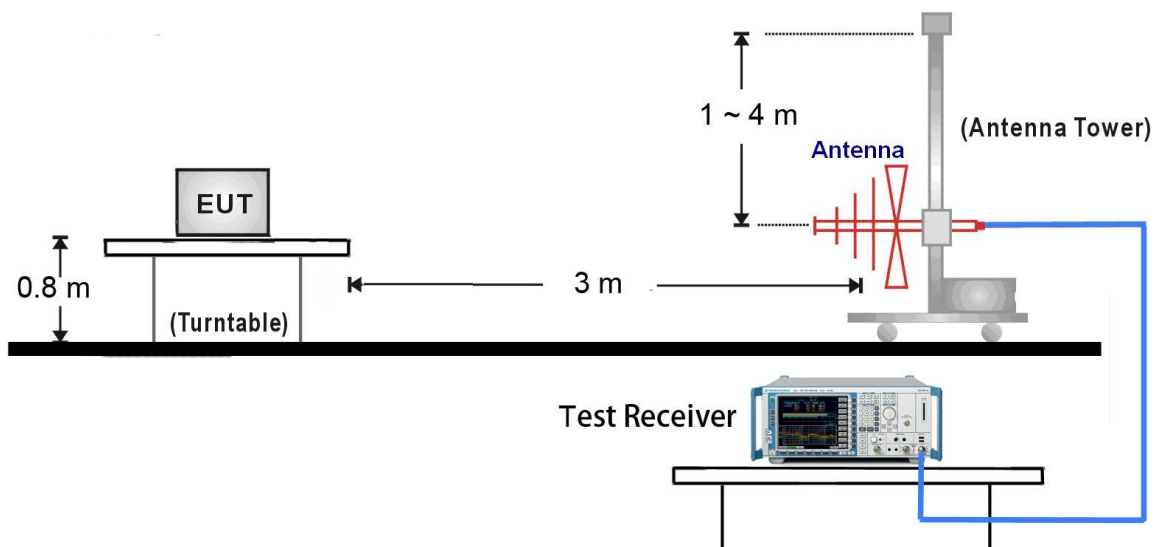 1 ~ 4 m
(Antenna Tower)
Antenna
EUT
0.8 m
3 m
(Turntable)
Test Receiver